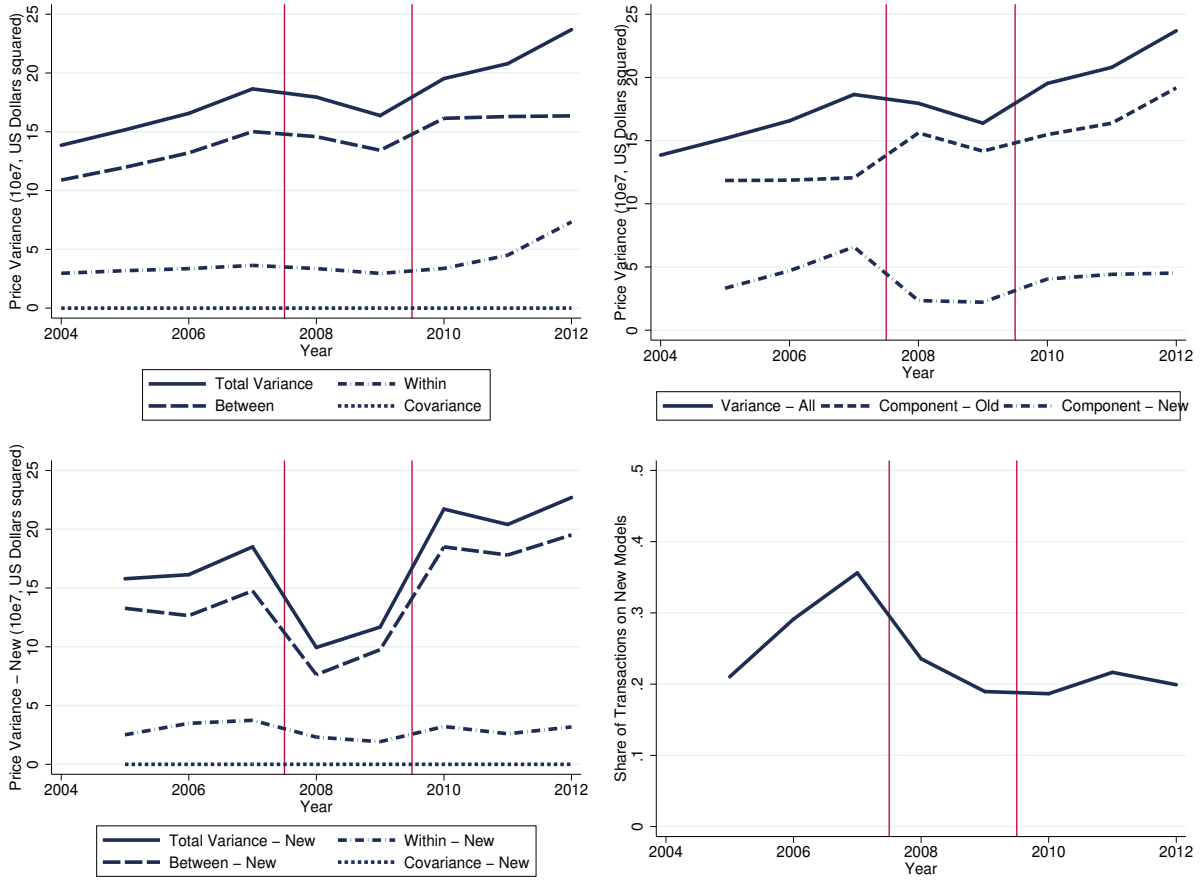 Price Variance (10e7, US Dollars squared)
25
20
15
10
5
0
2004 2006 2008 2010 2012
Year
Total Variance Within
Between Covariance
Price Variance (10e7, US Dollars squared)
25
20
15
10
5
0
2004 2006 2008 2010 2012
Year
Variance – All Component – Old Component – New
Price Variance – New (10e7, US Dollars squared)
25
20
15
10
5
0
2004 2006 2008 2010 2012
Year
Total Variance – New Within – New
Between – New Covariance – New
Share of Transactions on New Models
.5
.4
.3
.2
.1
0
2004 2006 2008 2010 2012
Year